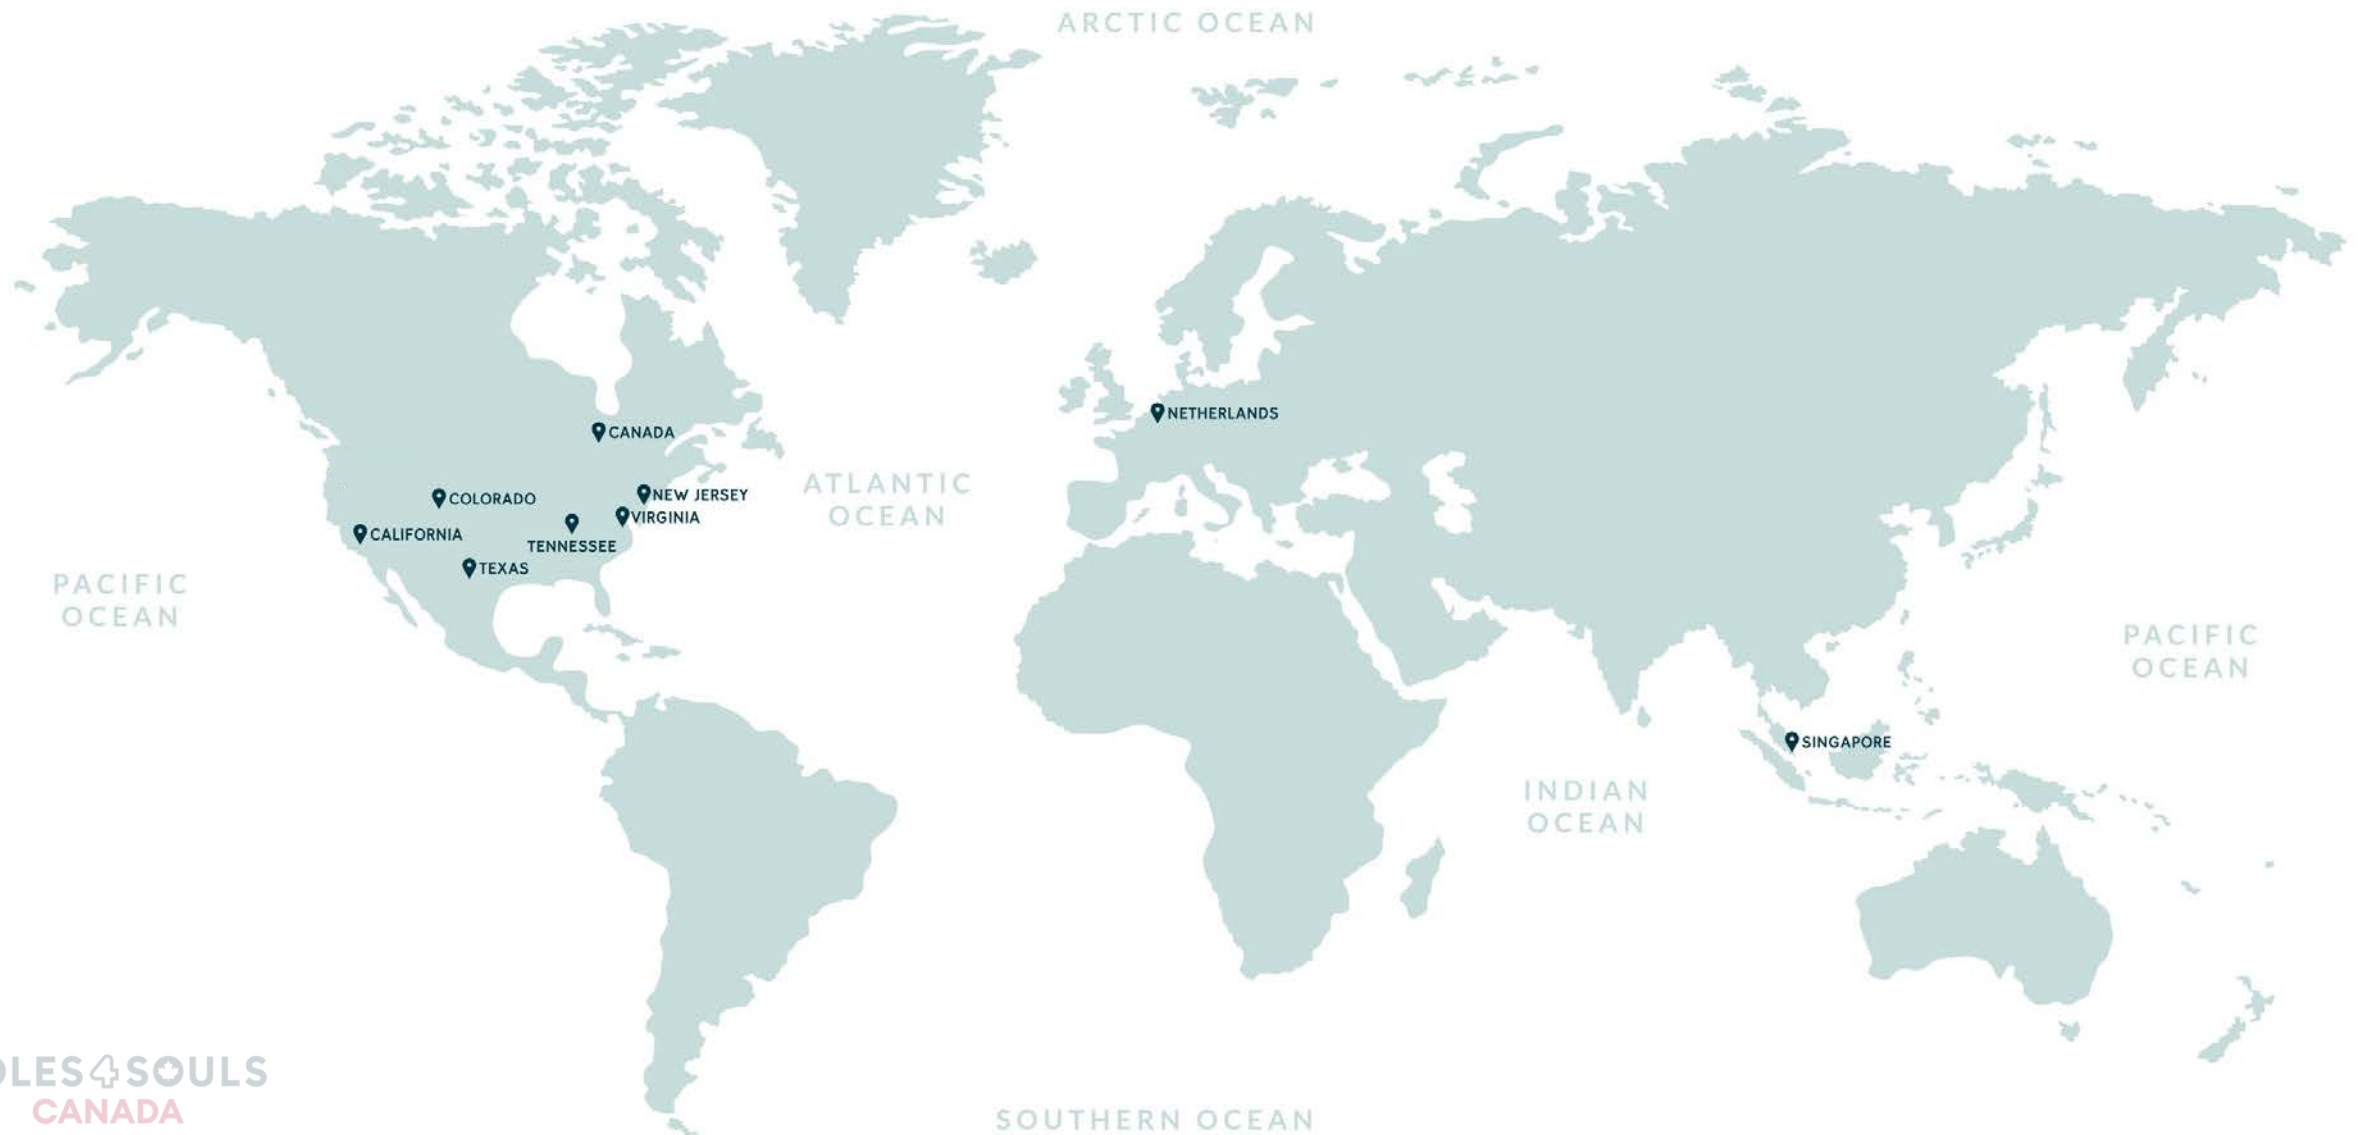 ARCTIC OCEAN
NETHERLANDS
CANADA
ATLANTIC
OCEAN
COLORADO
NEW JERSEY
VIRGINIA
CALIFORNIA
TENNESSEE
TEXAS
PACIFIC
OCEAN
PACIFIC
OCEAN
SINGAPORE
INDIAN
OCEAN
OLES4SOULS
CANADA
SOUTHERN OCEAN